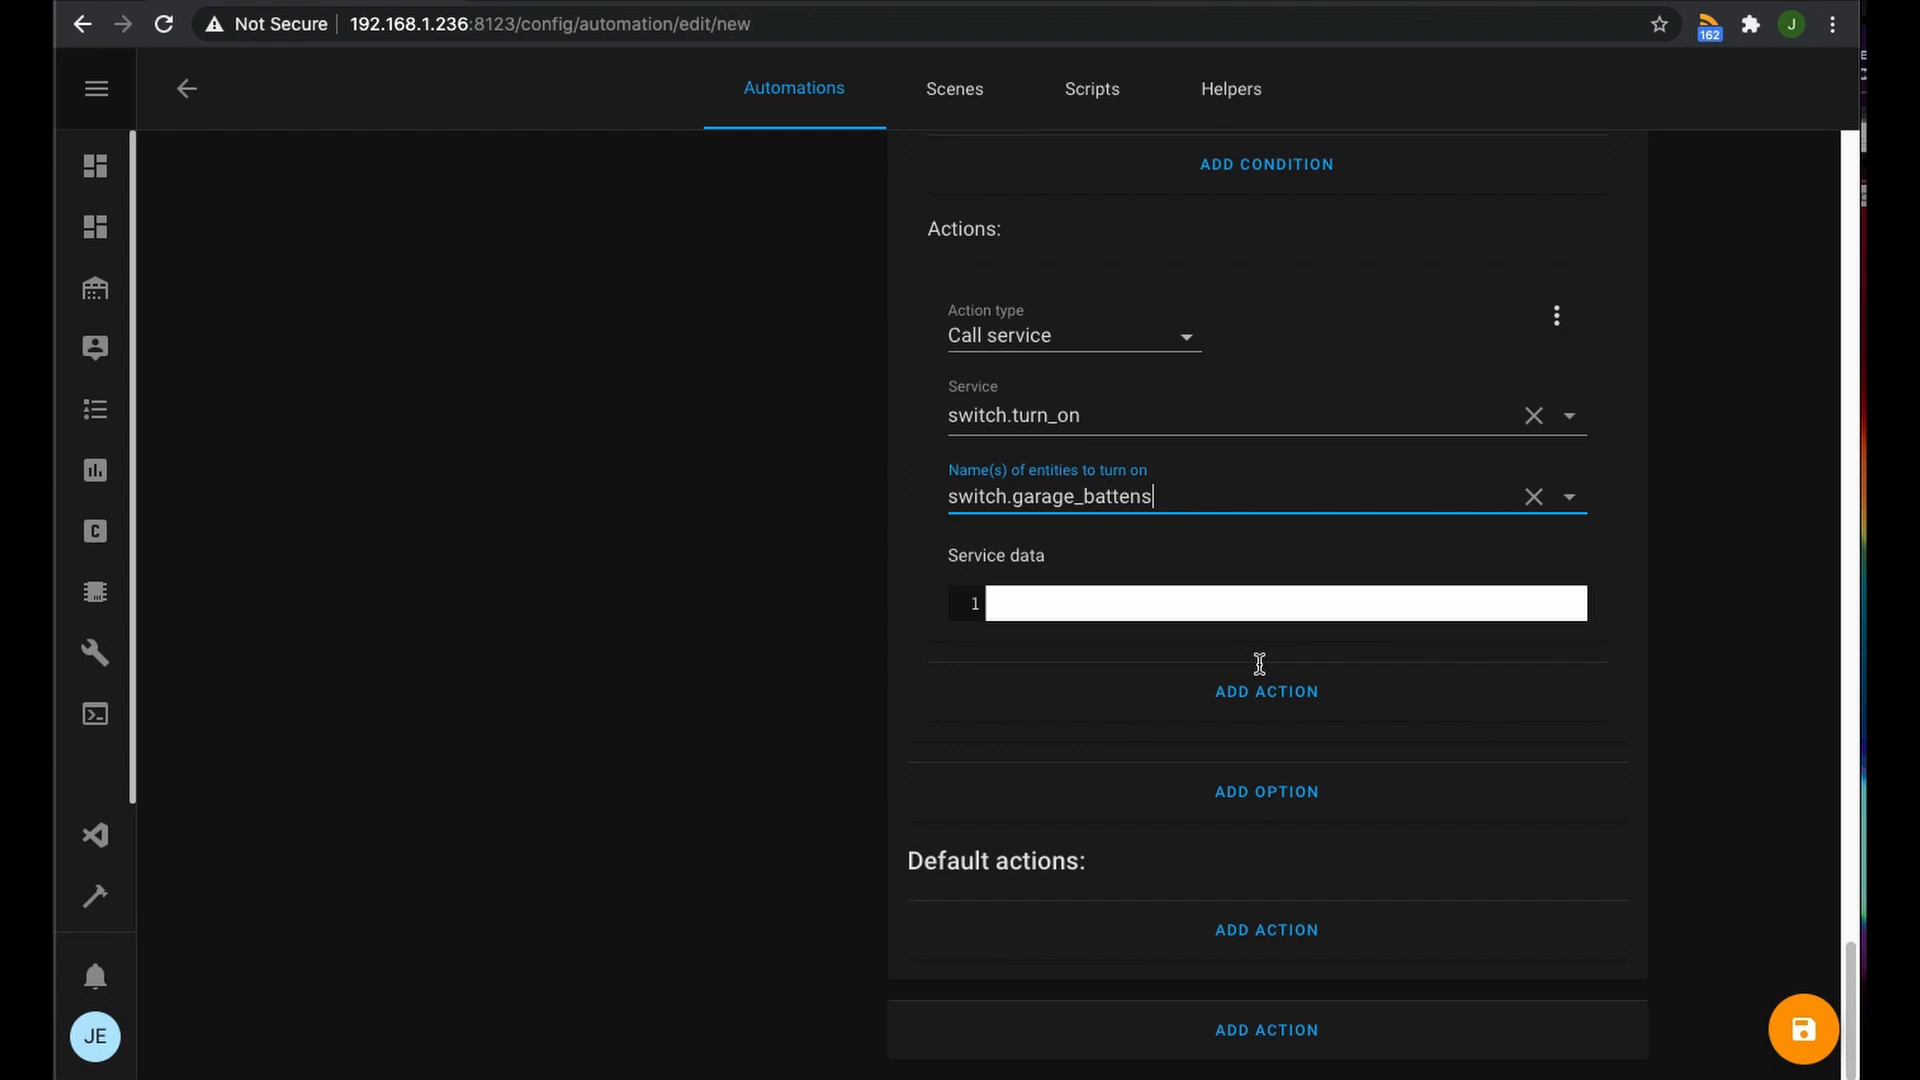 Not Secure
192.168.1.236:8123/config/automation/edit/new
162
J
Automations
Scenes
Scripts
Helpers
ADD CONDITION
Actions:
Action type
Call service
Service
switch.turn_on
Name(s) of entities to turn on
switch.garage_battens
Service data
1
ADD ACTION
ADD OPTION
Default actions:
ADD ACTION
ADD ACTION
C
JE